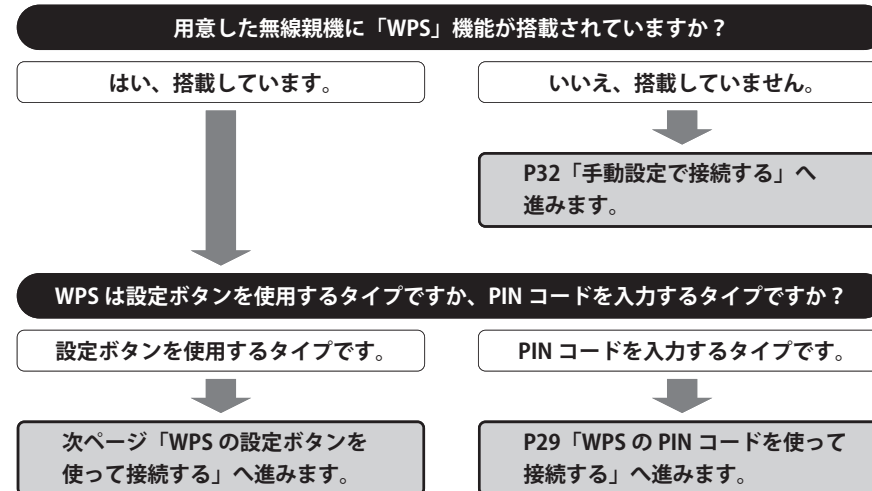 用意した無線親機に「WPS」機能が搭載されていますか？
はい、搭載しています。
いいえ、搭載していません。
P32「手動設定で接続する」へ
進みます。
WPS は設定ボタンを使用するタイプですか、PIN コードを入力するタイプですか？
設定ボタンを使用するタイプです。
PIN コードを入力するタイプです。
次ページ「WPS の設定ボタンを
使って接続する」へ進みます。
P29「WPS の PIN コードを使って
接続する」へ進みます。